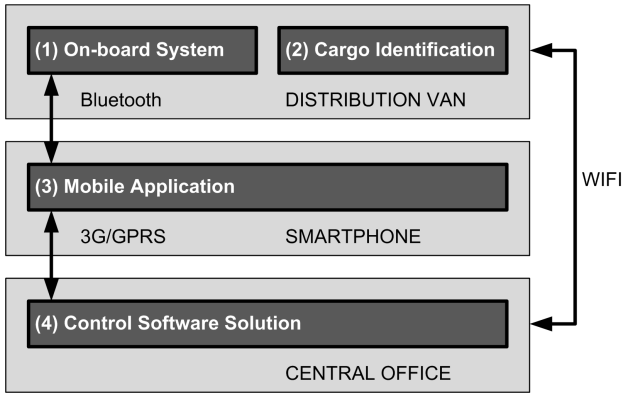 (1) On-board System
(2) Cargo Identification
Bluetooth
DISTRIBUTION VAN
(3) Mobile Application
WIFI
3G/GPRS
SMARTPHONE
(4) Control Software Solution
CENTRAL OFFICE